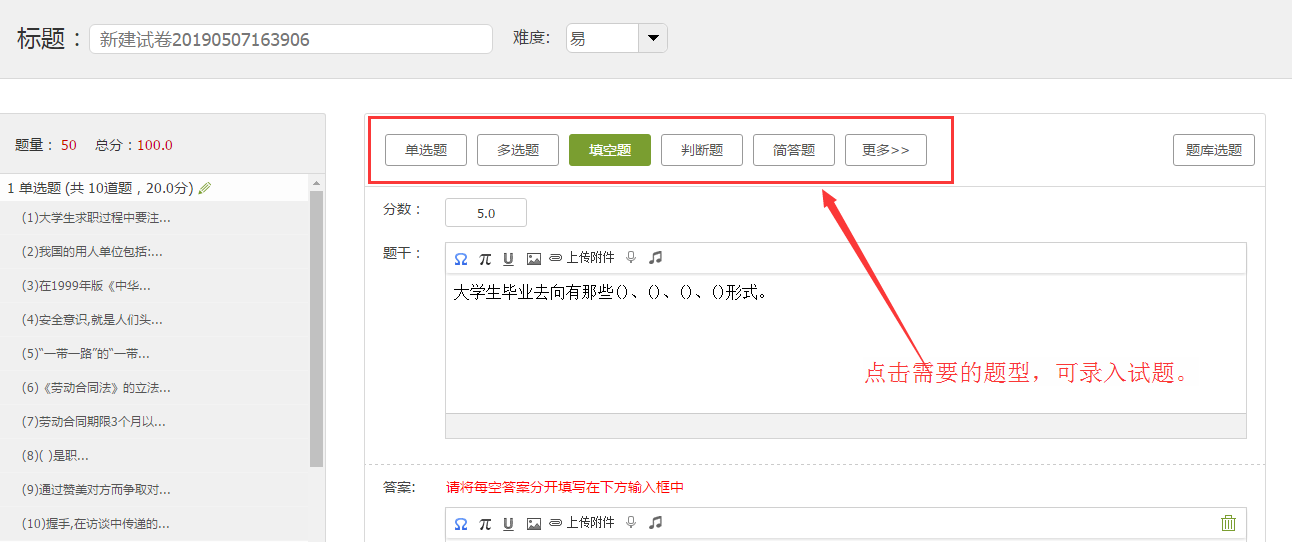 标题： 新建试卷20190507163906 难度: 易
题量： 50 总分：100.0
单选题 多选题 填空题 判断题 简答题 更多>> 题库选题
1 单选题 (共 10道题，20.0分)
(1)大学生求职过程中要注...
(2)我国的用人单位包括:...
(3)在1999年版《中华...
(4)安全意识,就是人们头...
(5)“一带一路”的“一带...
(6)《劳动合同法》的立法...
(7)劳动合同期限3个月以...
(8)( )是职...
(9)通过赞美对方而争取对...
(10)握手,在访谈中传递的...
分数： 5.0
题干： Ω π U 上传附件
大学生毕业去向有那些()、()、()、()形式。
点击需要的题型，可录入试题。
答案: 请将每空答案分开填写在下方输入框中
Ω π U 上传附件